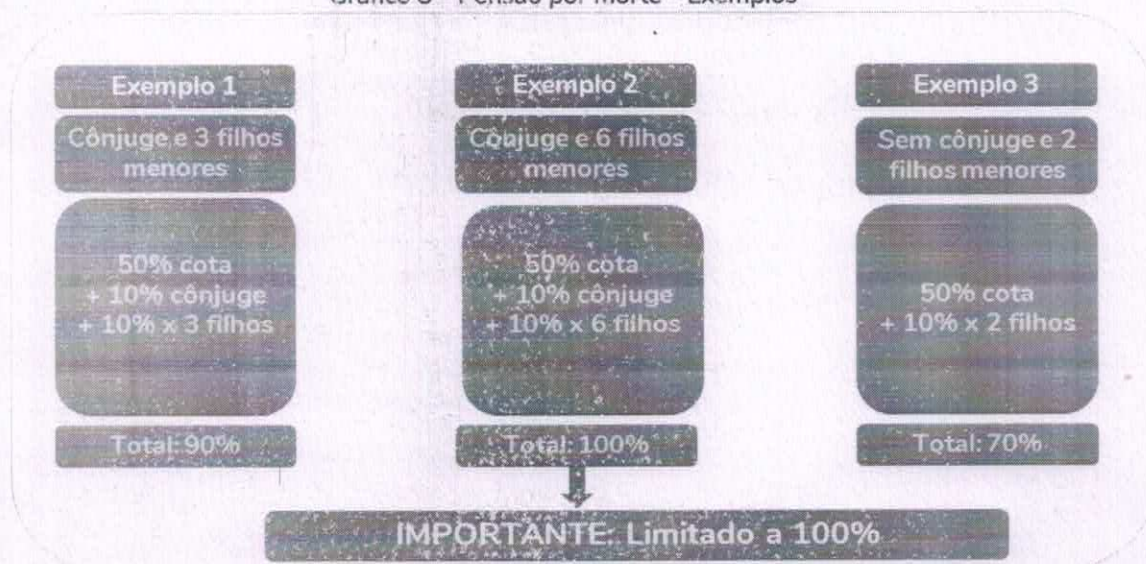 Pensão por Morte - Exemplos
Exemplo 1
Cônjuge e 3 filhos
menores
50% cota
+ 10% cônjuge
+ 10% x 3 filhos
Total: 90%
Exemplo 2
Cônjuge e 6 filhos
menores
50% cota
+ 10% cônjuge
+ 10% x 6 filhos
Total: 100%
Exemplo 3
Sem cônjuge e 2
filhos menores
50% cota
+ 10% x 2 filhos
Total: 70%
IMPORTANTE: Limitado a 100%